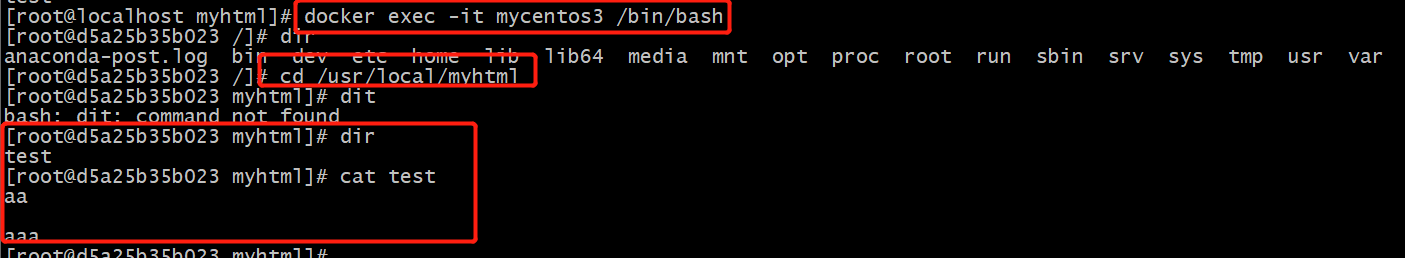 test
[root@localhost myhtml]# docker exec -it mycentos3 /bin/bash
[root@d5a25b35b023 /]# dir
anaconda-post.log bin dev etc home lib lib64 media mnt opt proc root run sbin srv sys tmp usr var
[root@d5a25b35b023 /]# cd /usr/local/myhtml
[root@d5a25b35b023 myhtml]# dit
bash: dit: command not found
[root@d5a25b35b023 myhtml]# dir
test
[root@d5a25b35b023 myhtml]# cat test
aa
aaa
[root@d5a25b35b023 myhtml]#